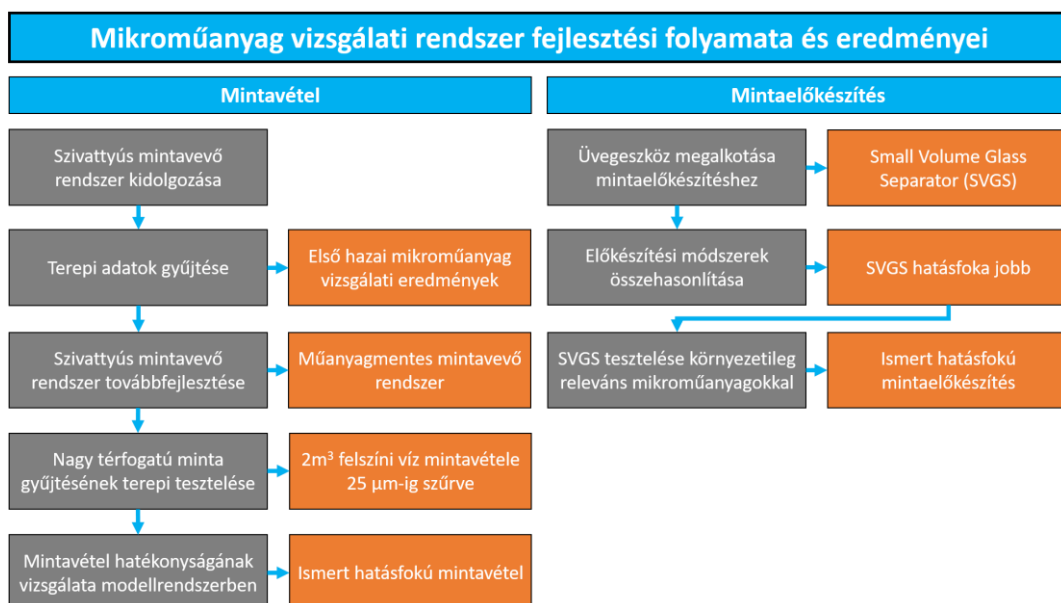 Mikroműanyag vizsgálati rendszer fejlesztési folyamata és eredményei
Mintavétel
Szivattyús mintavevő
rendszer kidolgozása
Terepi adatok gyűjtése
Első hazai mikroműanyag
vizsgálati eredmények
Szivattyús mintavevő
rendszer továbbfejlesztése
Műanyagmentes mintavevő
rendszer
Nagy térfogatú minta
gyűjtésének terepi tesztelése
2m³ felszíni víz mintavétele
25 µm-ig szűrve
Mintavétel hatékonyságának
vizsgálata modellrendszerben
Ismert hatásfokú mintavétel
Mintaelőkészítés
Üvegeszköz megalkotása
mintaelőkészítéshez
Small Volume Glass
Separator (SVGS)
Előkészítési módszerek
összehasonlítása
SVGS hatásfoka jobb
SVGS tesztelése környezetileg
releváns mikroműanyagokkal
Ismert hatásfokú
mintaelőkészítés